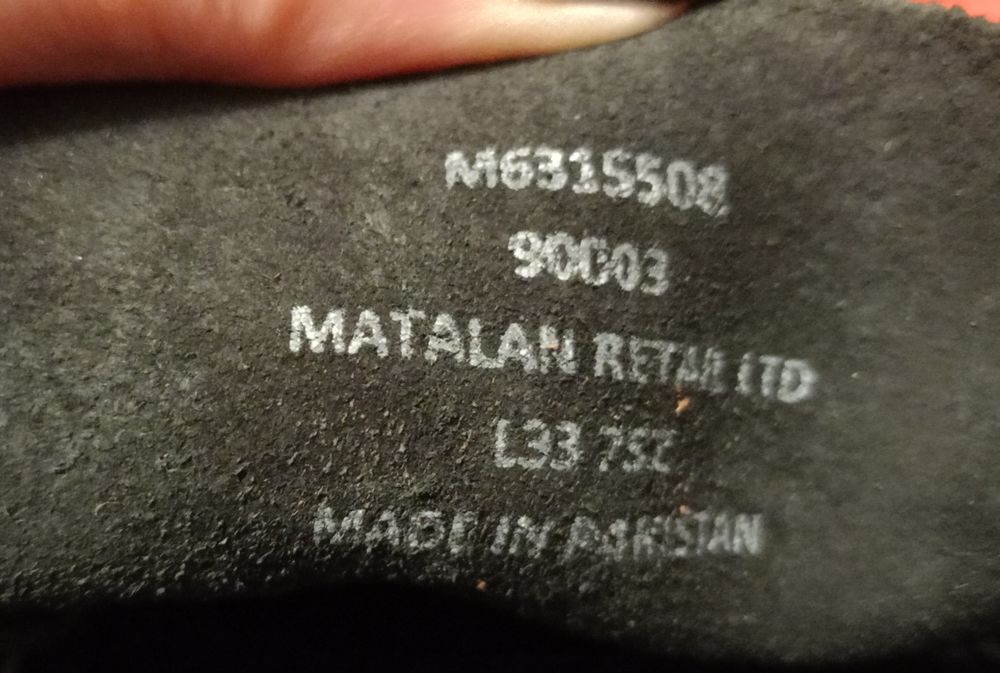 M6315508
90003
MATALAN RETAIL LTD
L33 7SZ
MADE IN PAKISTAN